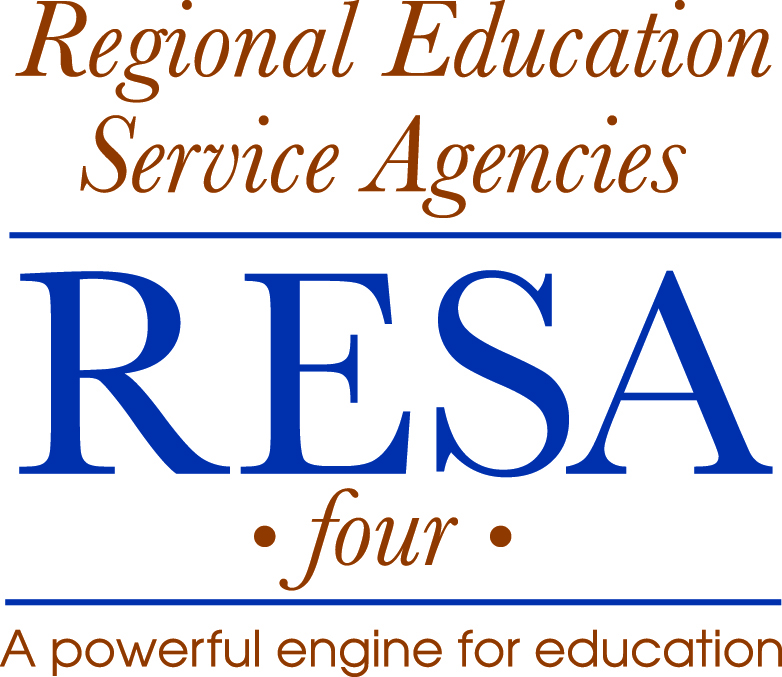 Regional Education
Service Agencies
RESA
• four •
A powerful engine for education